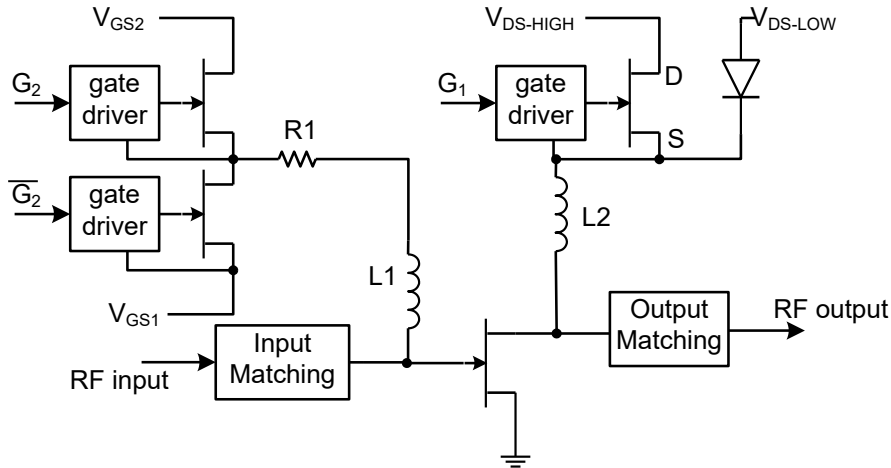 V_GS2
G_2
gate
driver
R1
G̅_2
gate
driver
V_GS1
L1
RF input
Input
Matching
V_DS-HIGH
V_DS-LOW
G_1
gate
driver
D
S
L2
Output
Matching
RF output